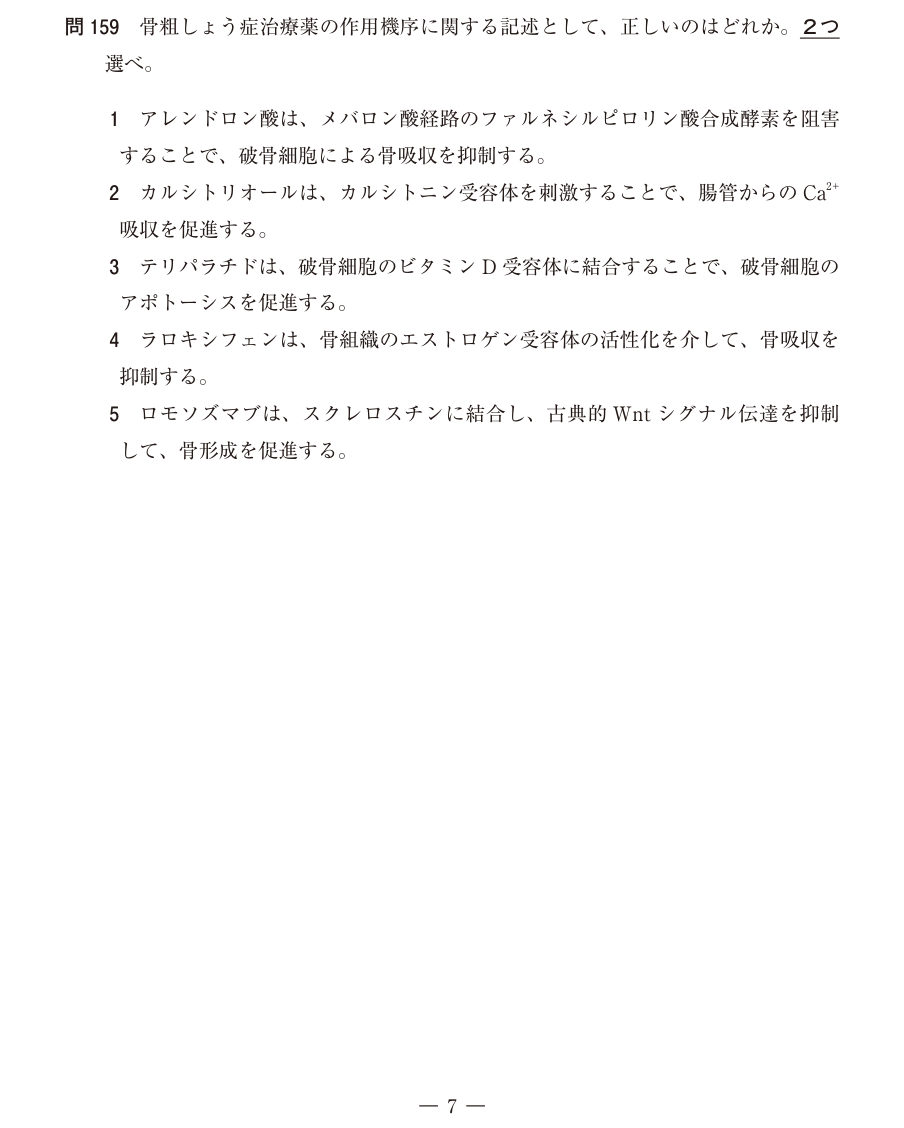 問 159　骨粗しょう症治療薬の作用機序に関する記述として、正しいのはどれか。2つ
選べ。
1　アレンドロン酸は、メバロン酸経路のファルネシルピロリン酸合成酵素を阻害
することで、破骨細胞による骨吸収を抑制する。
2　カルシトリオールは、カルシトニン受容体を刺激することで、腸管からの Ca²⁺
吸収を促進する。
3　テリパラチドは、破骨細胞のビタミン D 受容体に結合することで、破骨細胞の
アポトーシスを促進する。
4　ラロキシフェンは、骨組織のエストロゲン受容体の活性化を介して、骨吸収を
抑制する。
5　ロモソズマブは、スクレロスチンに結合し、古典的 Wnt シグナル伝達を抑制
して、骨形成を促進する。
— 7 —